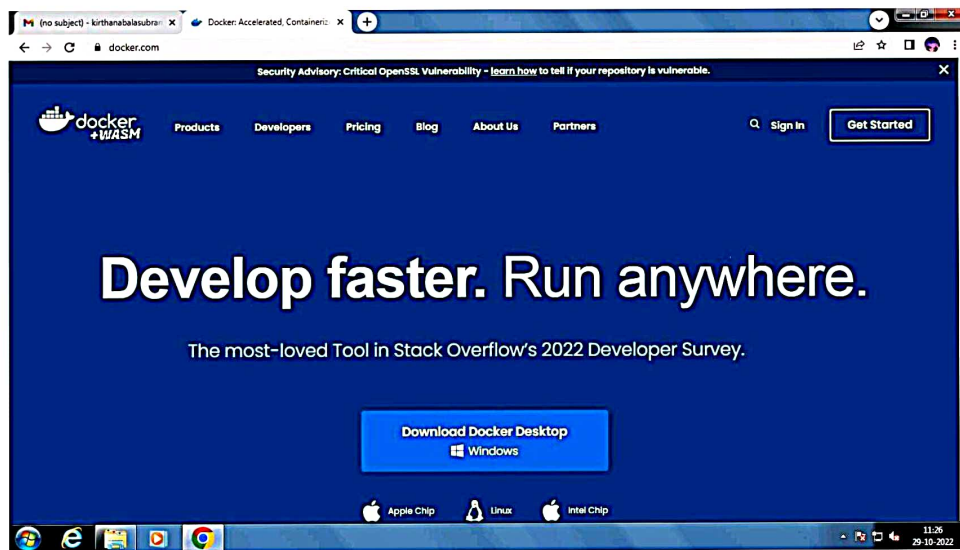 (no subject) - kirthanabalasubran
Docker: Accelerated, Containeriz
docker.com
Security Advisory: Critical OpenSSL Vulnerability - learn how to tell if your repository is vulnerable.
docker
+WASM
Products Developers Pricing Blog About Us Partners Sign In Get Started
Develop faster. Run anywhere.
The most-loved Tool in Stack Overflow's 2022 Developer Survey.
Download Docker Desktop
Windows
Apple Chip Linux Intel Chip
11:26
29-10-2022